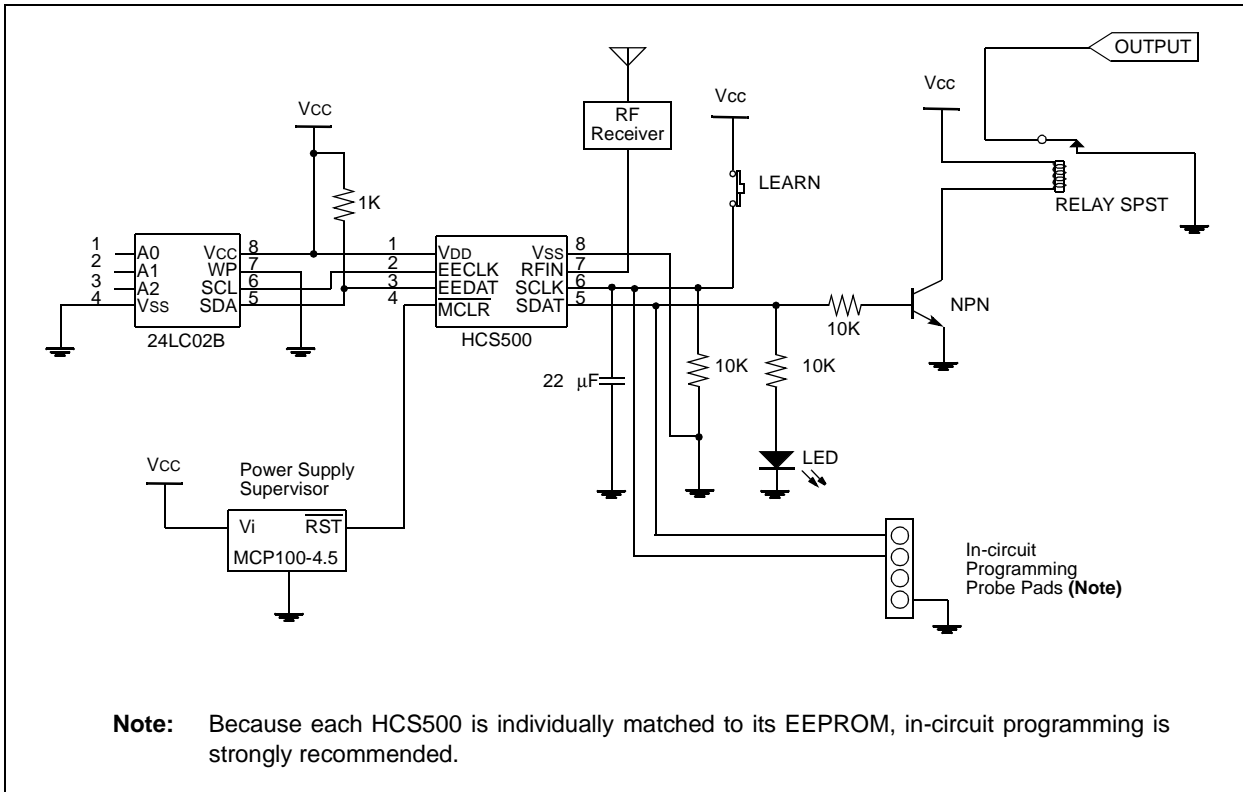 OUTPUT
Vcc
RF
Receiver
Vcc
Vcc
LEARN
1K
RELAY SPST
1 A0 Vcc 8
2 A1 WP 7
3 A2 SCL 6
4 Vss SDA 5
24LC02B
1 VDD Vss 8
2 EECLK RFIN 7
3 EEDAT SCLK 6
4 MCLR SDAT 5
HCS500
10K
NPN
22 μF
10K
10K
LED
Vcc
Power Supply
Supervisor
Vi RST
MCP100-4.5
In-circuit
Programming
Probe Pads (Note)
Note: Because each HCS500 is individually matched to its EEPROM, in-circuit programming is
strongly recommended.